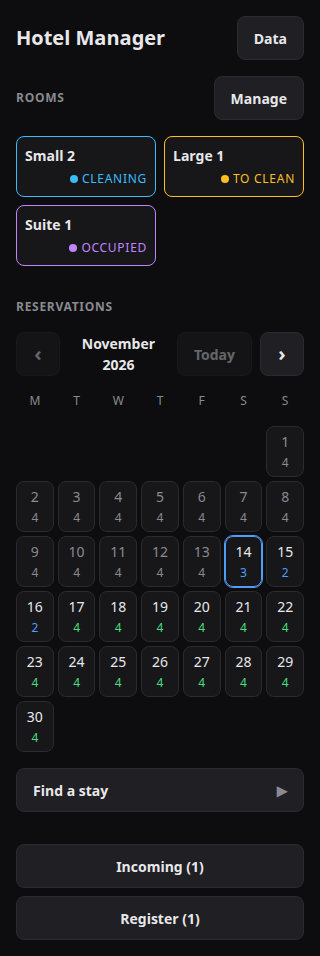 Hotel Manager
Data
ROOMS
Manage
Small 2
CLEANING
Large 1
TO CLEAN
Suite 1
OCCUPIED
RESERVATIONS
‹ November 2026 Today ›
M T W T F S S
1
4
2 3 4 5 6 7 8
4 4 4 4 4 4 4
9 10 11 12 13 14 15
4 4 4 4 4 3 2
16 17 18 19 20 21 22
2 4 4 4 4 4 4
23 24 25 26 27 28 29
4 4 4 4 4 4 4
30
4
Find a stay ▶
Incoming (1)
Register (1)